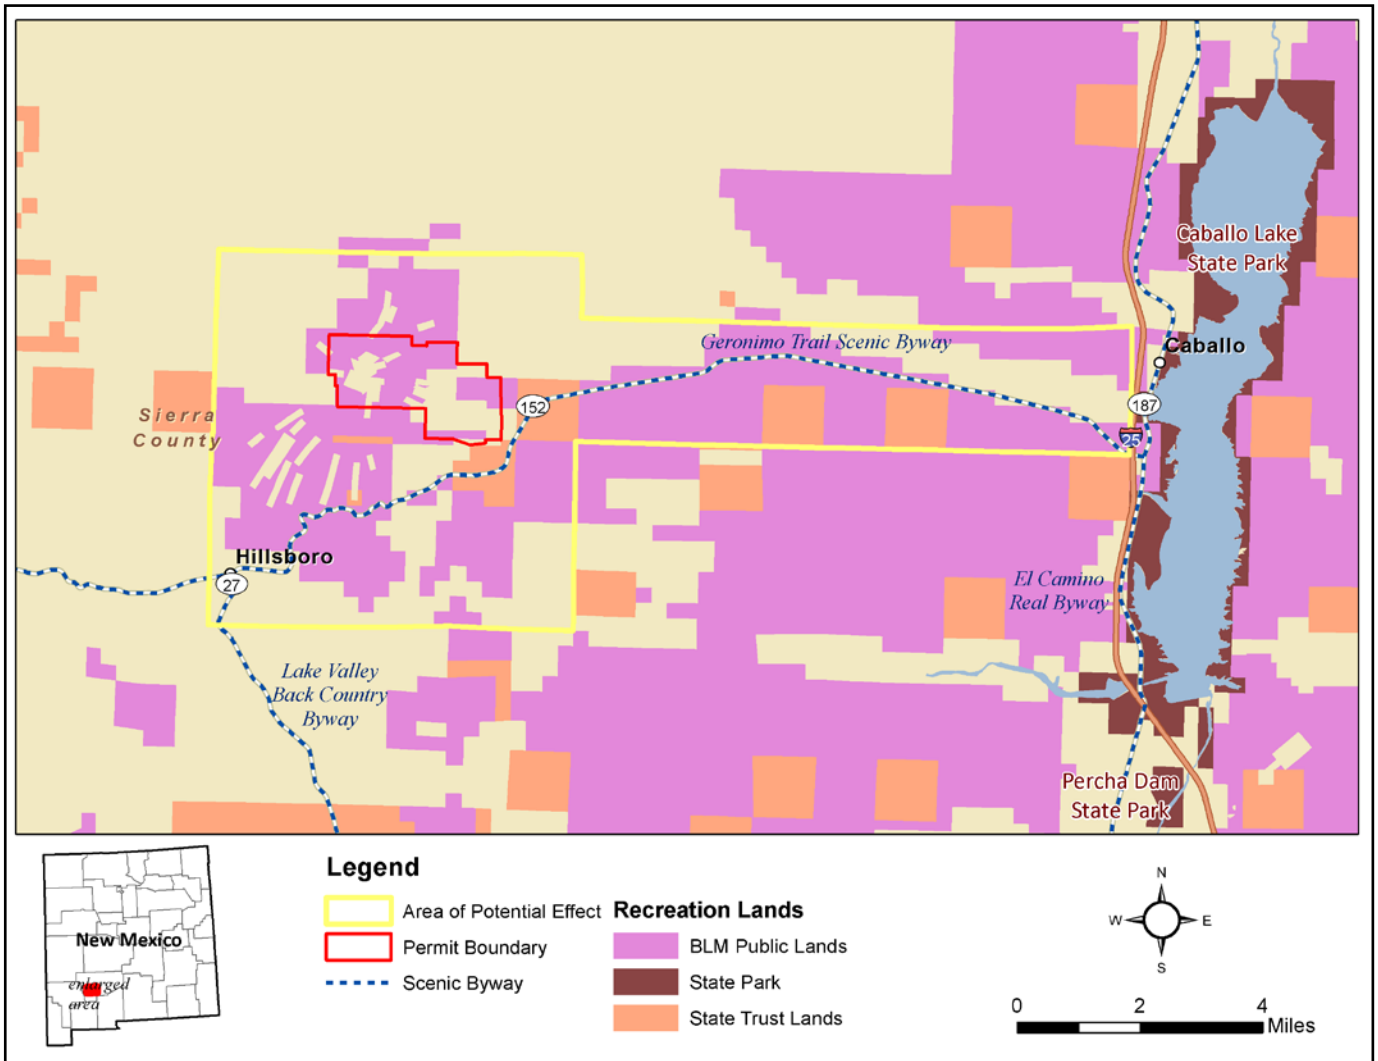 Caballo Lake
State Park
Geronimo Trail Scenic Byway
Caballo
152
187
Sierra
County
25
Hillsboro
27
El Camino
Real Byway
Lake Valley
Back Country
Byway
Percha Dam
State Park
New Mexico
enlarged
area
Legend
Area of Potential Effect
Permit Boundary
Scenic Byway
Recreation Lands
BLM Public Lands
State Park
State Trust Lands
N
W E
S
0 2 4
Miles